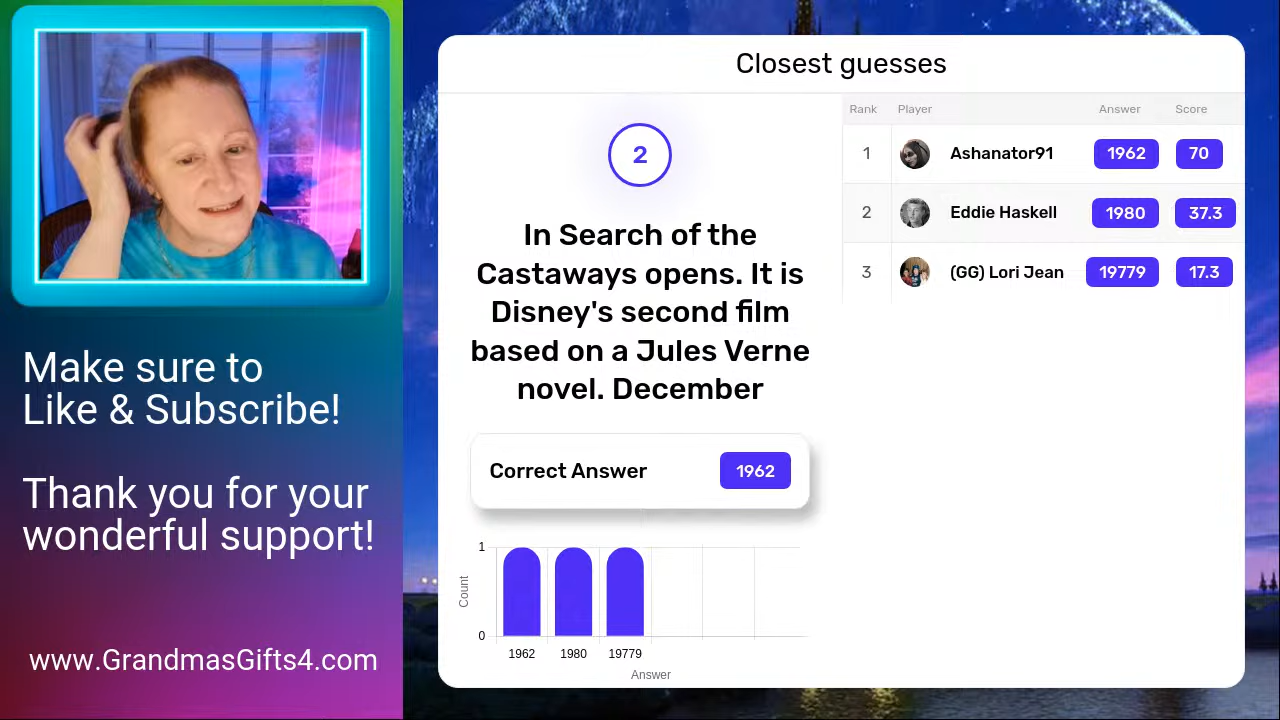 Make sure to
Like & Subscribe!
Thank you for your
wonderful support!
www.GrandmasGifts4.com
Closest guesses
2
In Search of the
Castaways opens. It is
Disney's second film
based on a Jules Verne
novel. December
Correct Answer 1962
1
Count
0
1962 1980 19779
Answer
Rank Player Answer Score
1 Ashanator91 1962 70
2 Eddie Haskell 1980 37.3
3 (GG) Lori Jean 19779 17.3